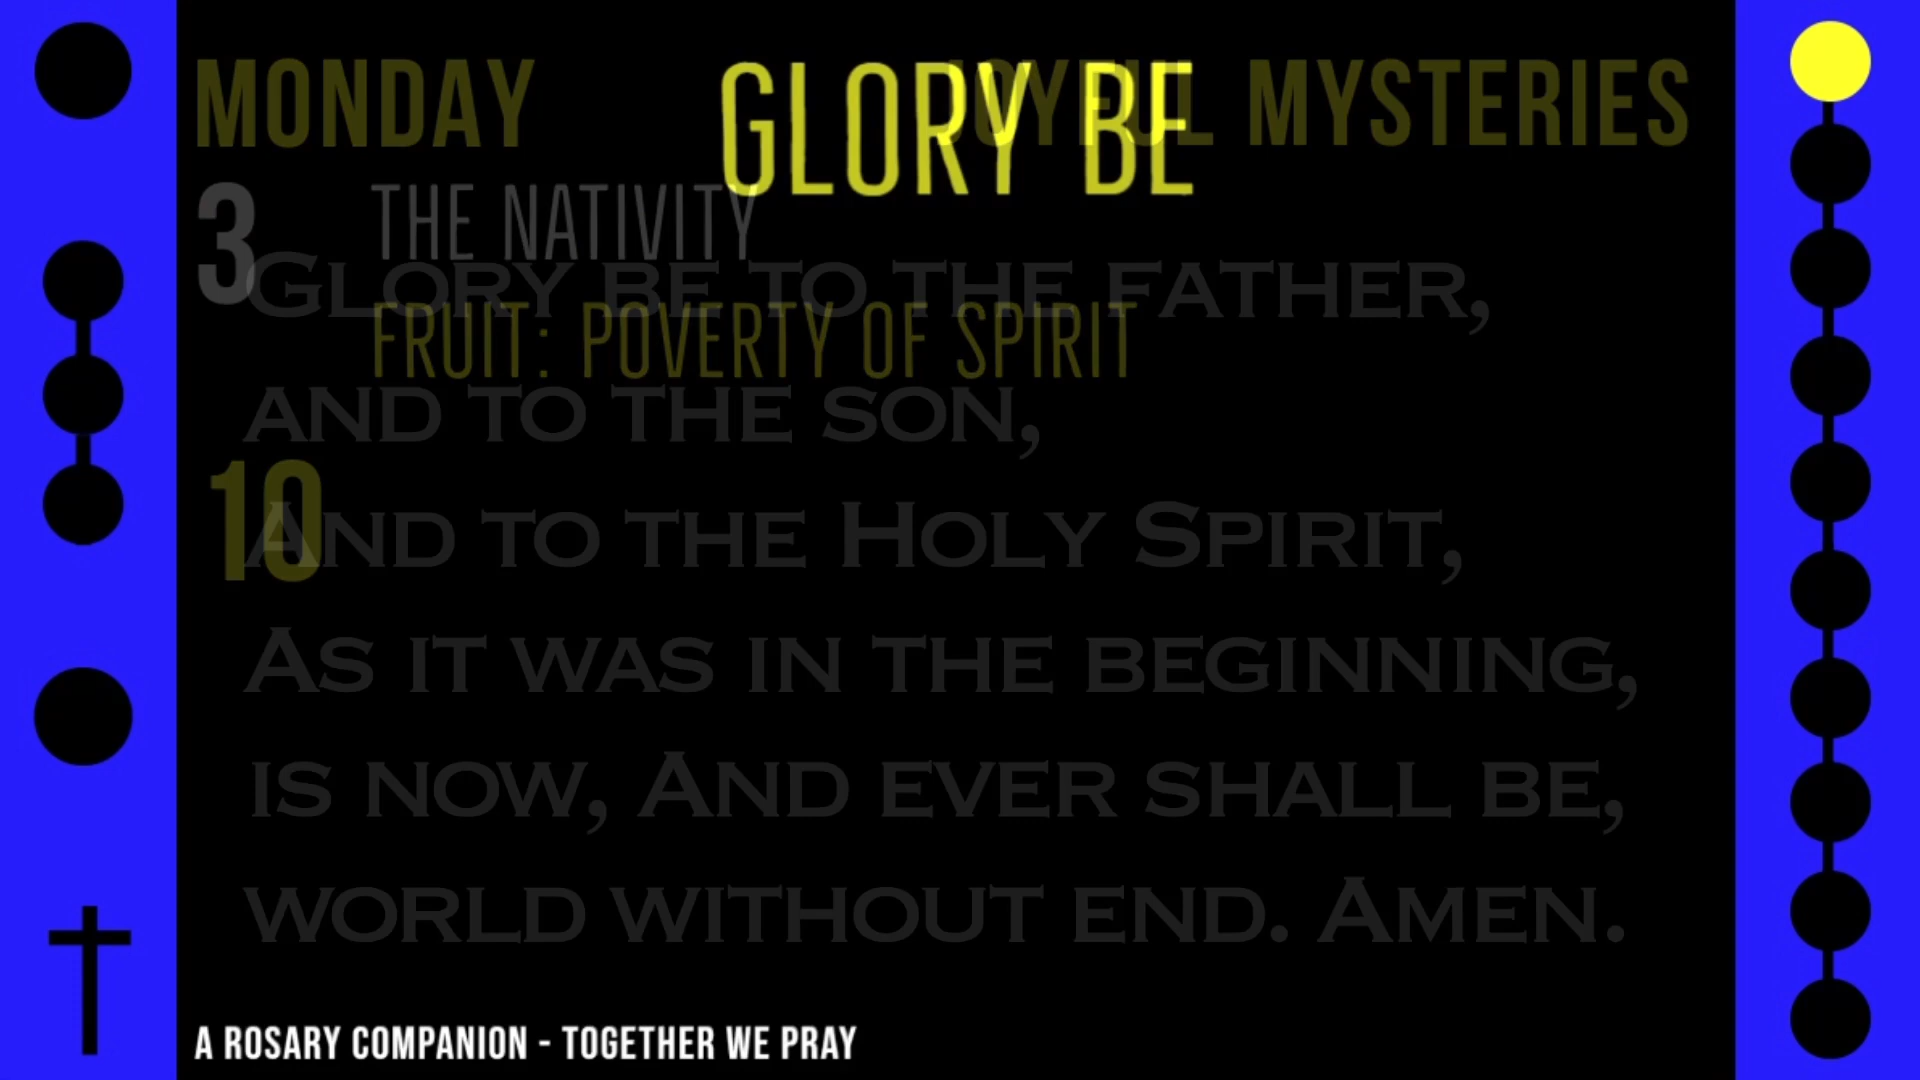 MONDAY
JOYFUL MYSTERIES
GLORY BE
3 THE NATIVITY
FRUIT: POVERTY OF SPIRIT
10
GLORY BE TO THE FATHER,
AND TO THE SON,
AND TO THE HOLY SPIRIT,
AS IT WAS IN THE BEGINNING,
IS NOW, AND EVER SHALL BE,
WORLD WITHOUT END. AMEN.
A ROSARY COMPANION - TOGETHER WE PRAY